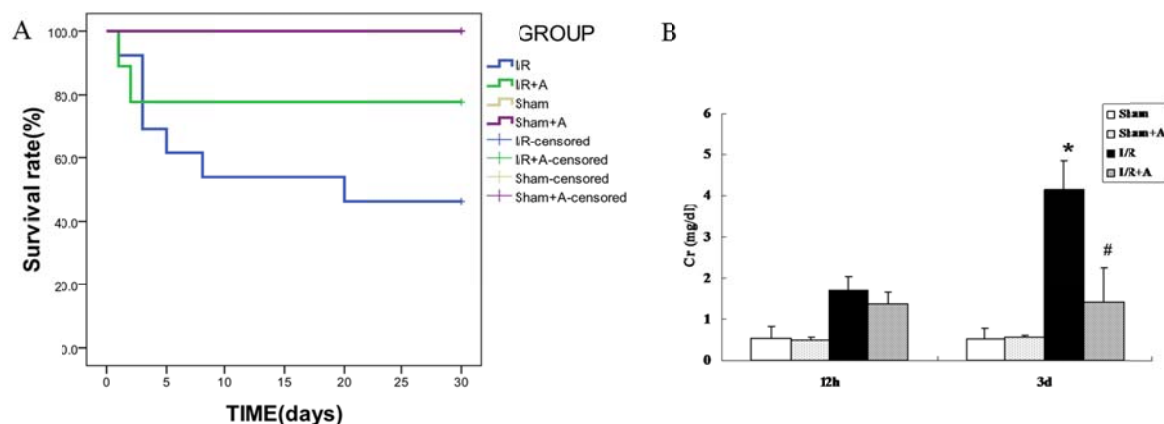 A
Survival rate(%)
100.0
80.0
60.0
40.0
20.0
0.0
0 5 10 15 20 25 30
TIME(days)
GROUP
I/R
I/R+A
Sham
Sham+A
I/R-censored
I/R+A-censored
Sham-censored
Sham+A-censored
B
Cr (mg/dl)
6
5
4
3
2
1
0
12h 3d
*
#
Sham
Sham+A
I/R
I/R+A